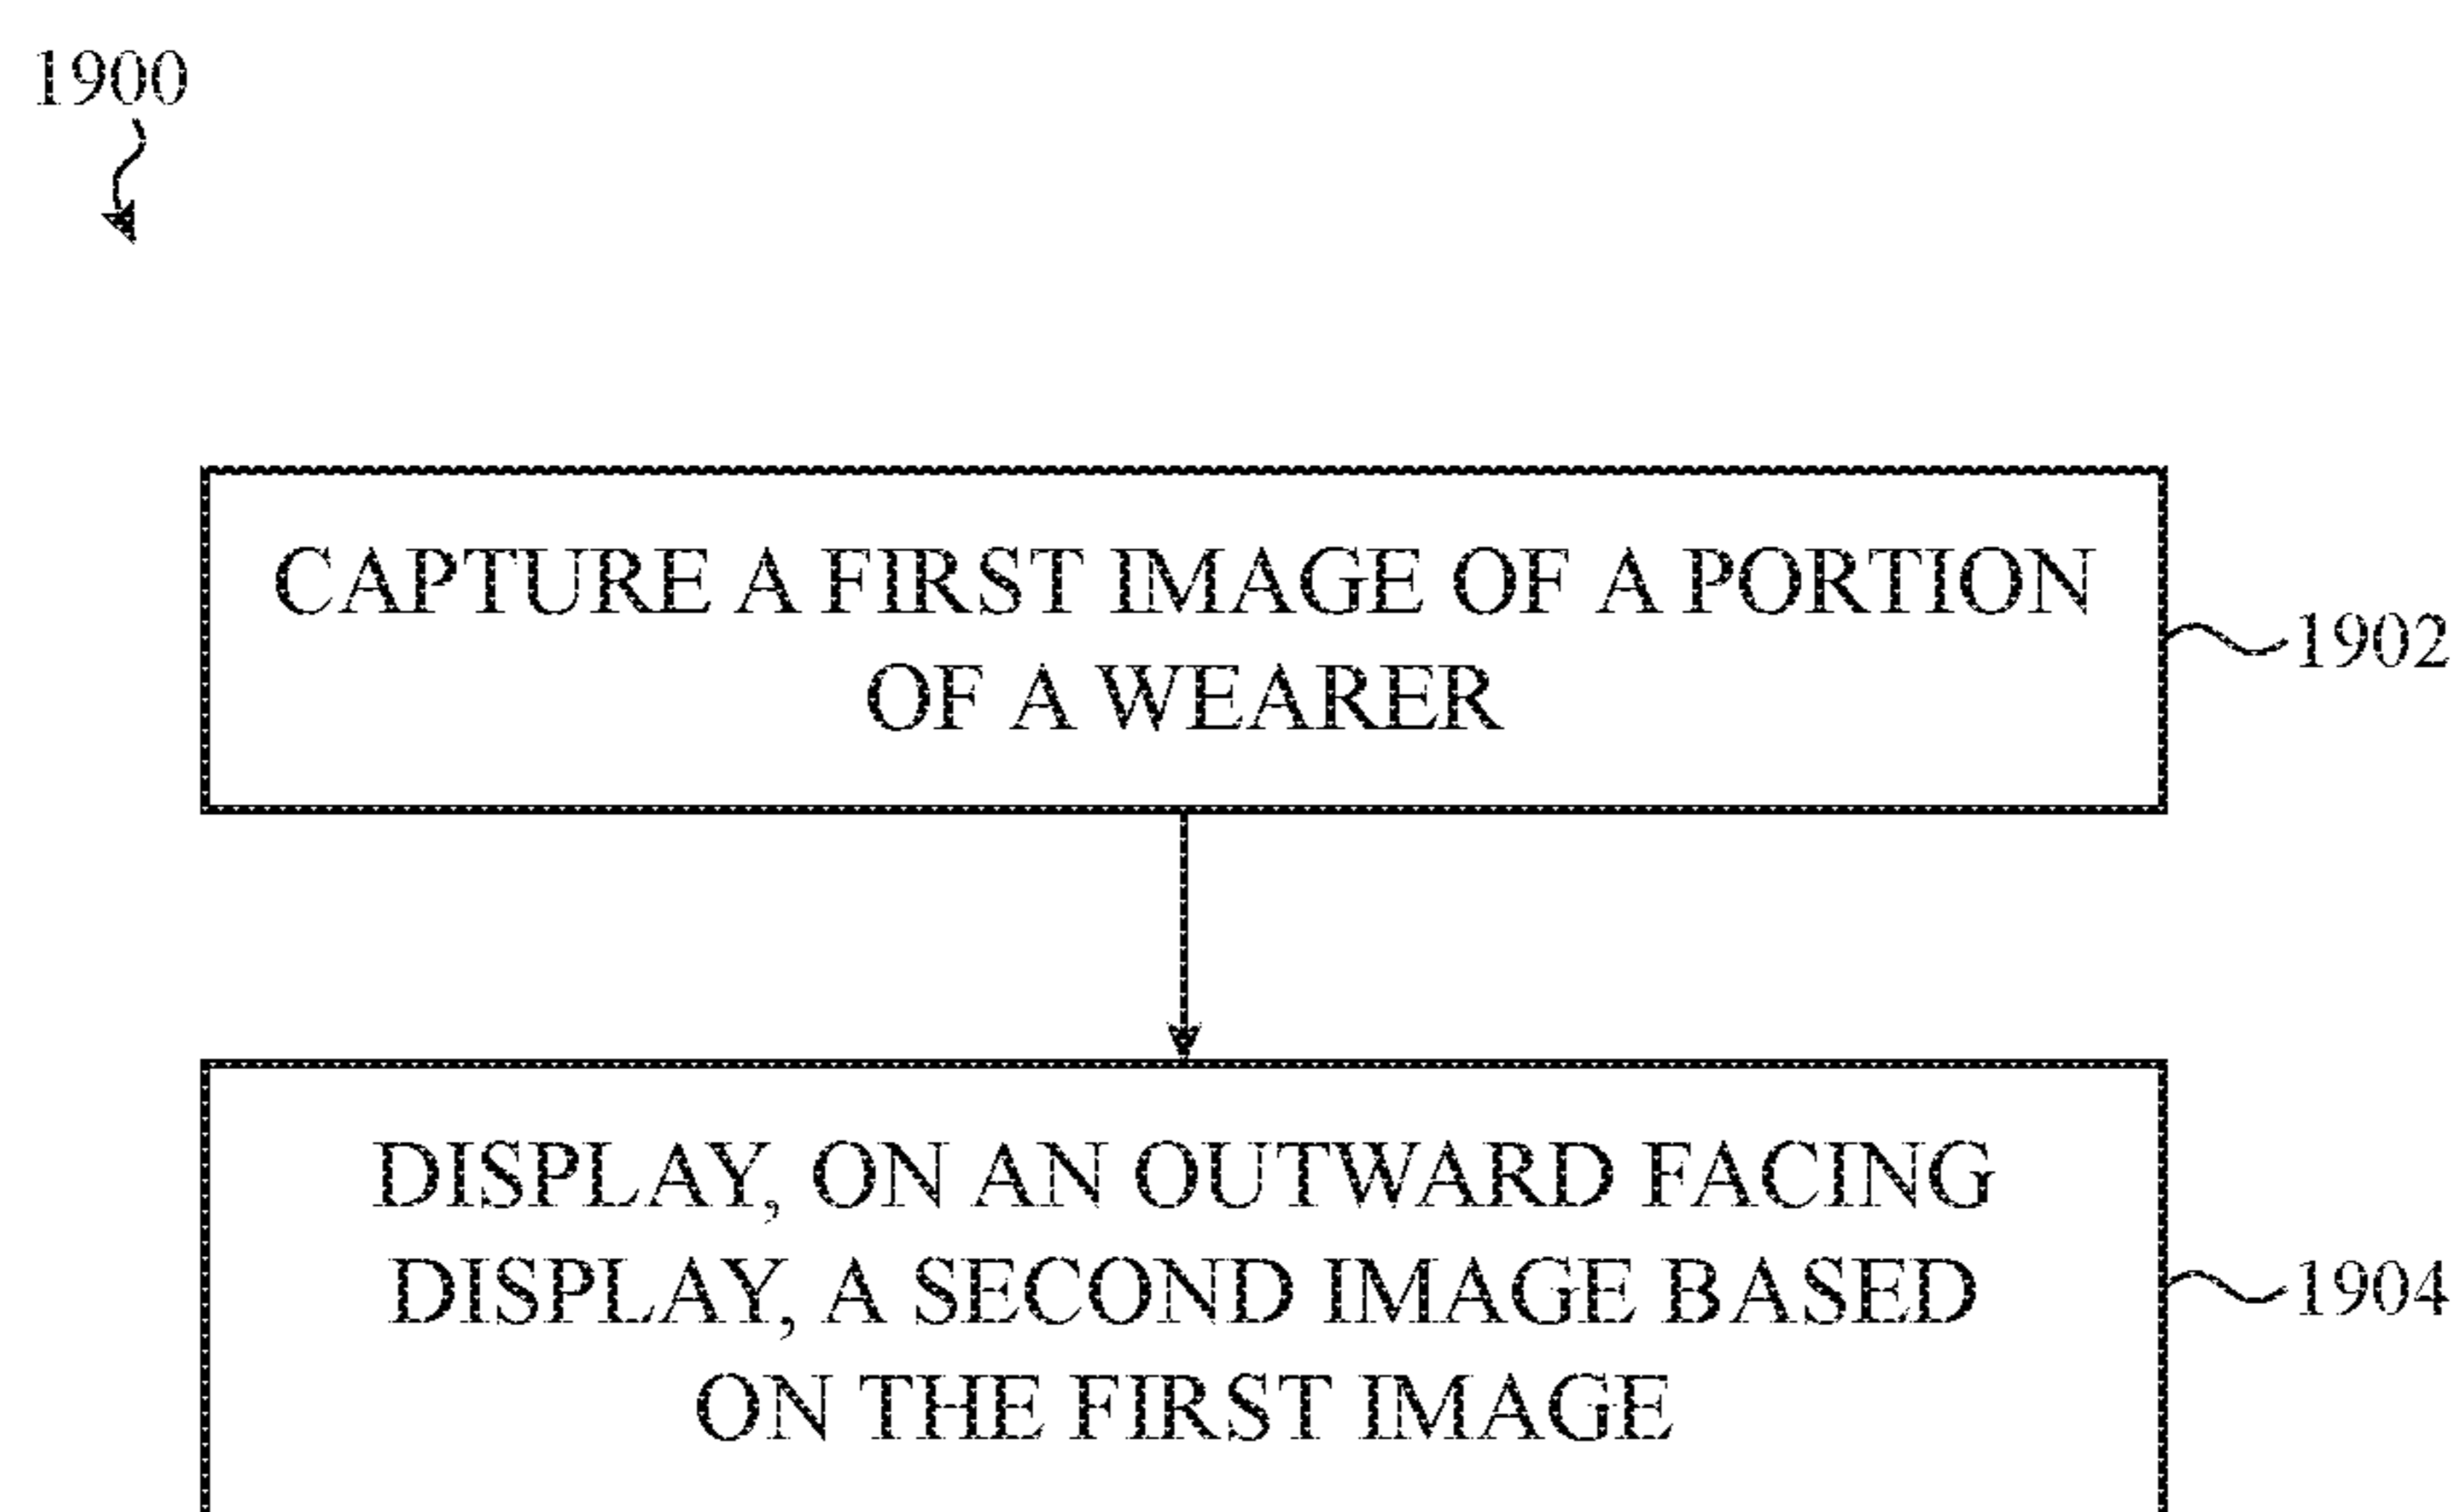 1900
CAPTURE A FIRST IMAGE OF A PORTION
OF A WEARER
1902
DISPLAY, ON AN OUTWARD FACING
DISPLAY, A SECOND IMAGE BASED
ON THE FIRST IMAGE
1904